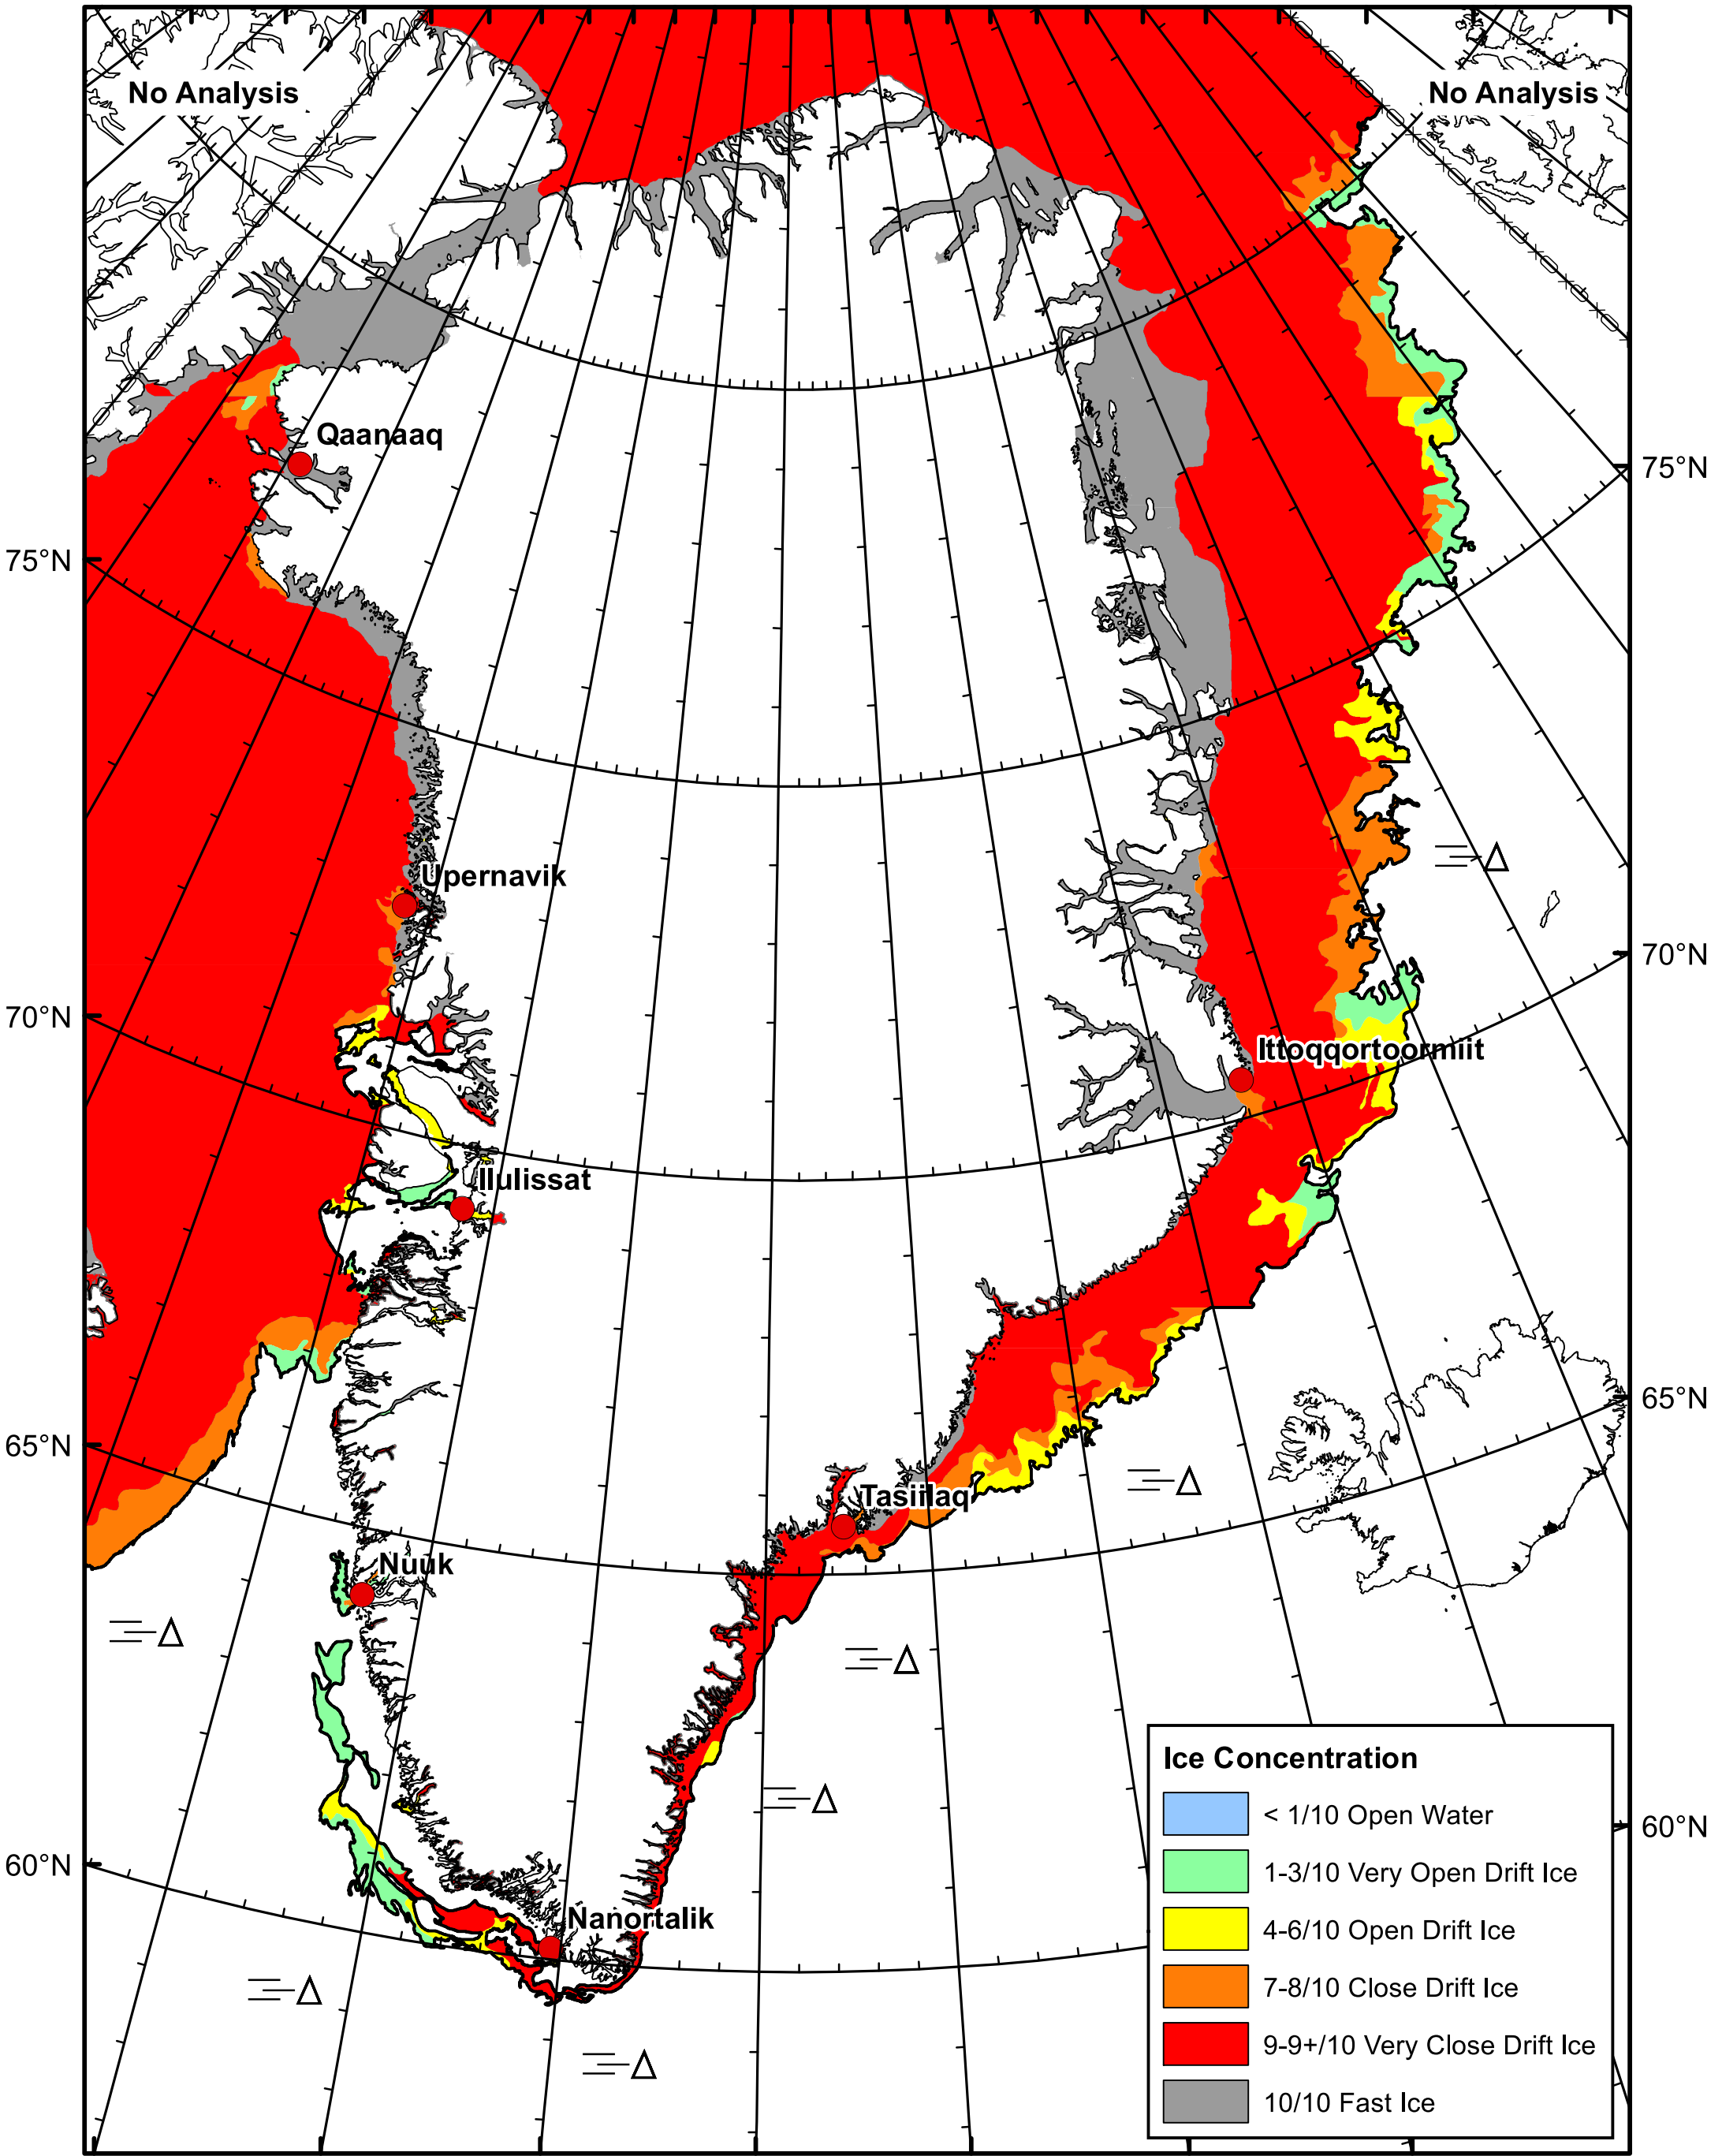 No Analysis
No Analysis
Qaanaaq
75°N
75°N
Upernavik
70°N
70°N
Ittoqqortoormiit
Ilulissat
65°N
65°N
Tasiilaq
Nuuk
60°N
60°N
Nanortalik
Ice Concentration
< 1/10 Open Water
1-3/10 Very Open Drift Ice
4-6/10 Open Drift Ice
7-8/10 Close Drift Ice
9-9+/10 Very Close Drift Ice
10/10 Fast Ice